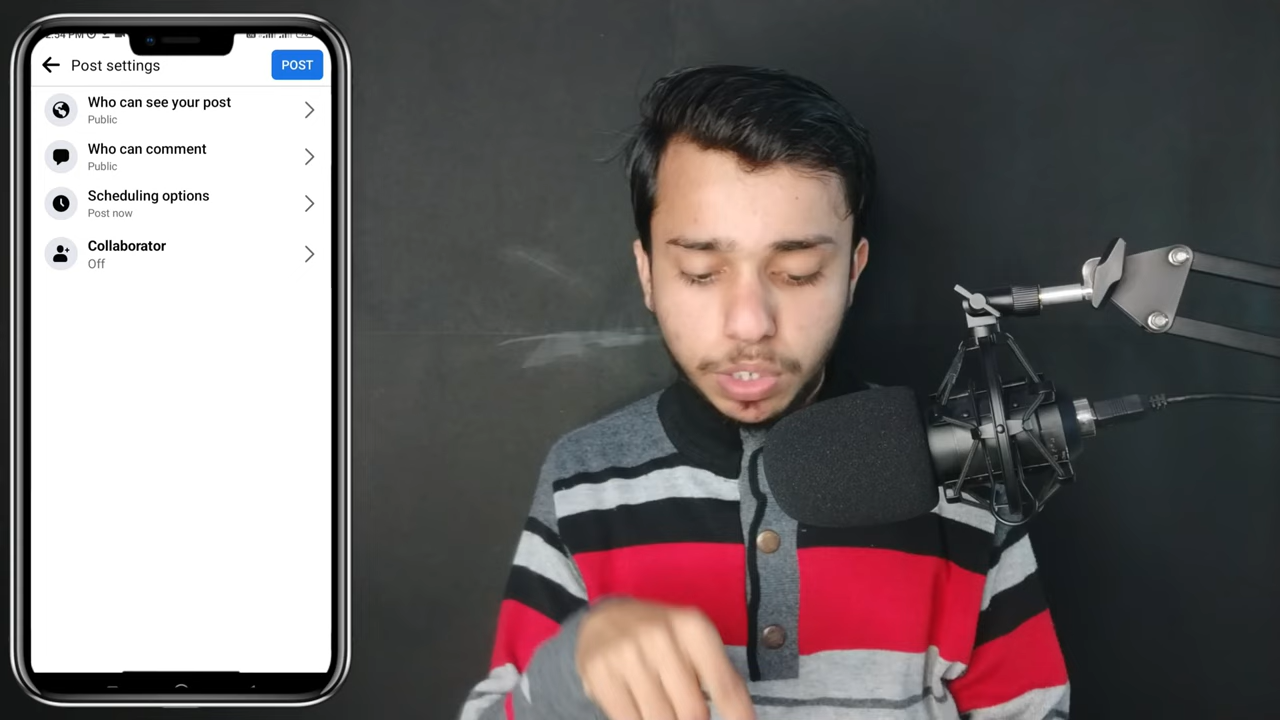 Post settings
POST
Who can see your post
Public
Who can comment
Public
Scheduling options
Post now
Collaborator
Off